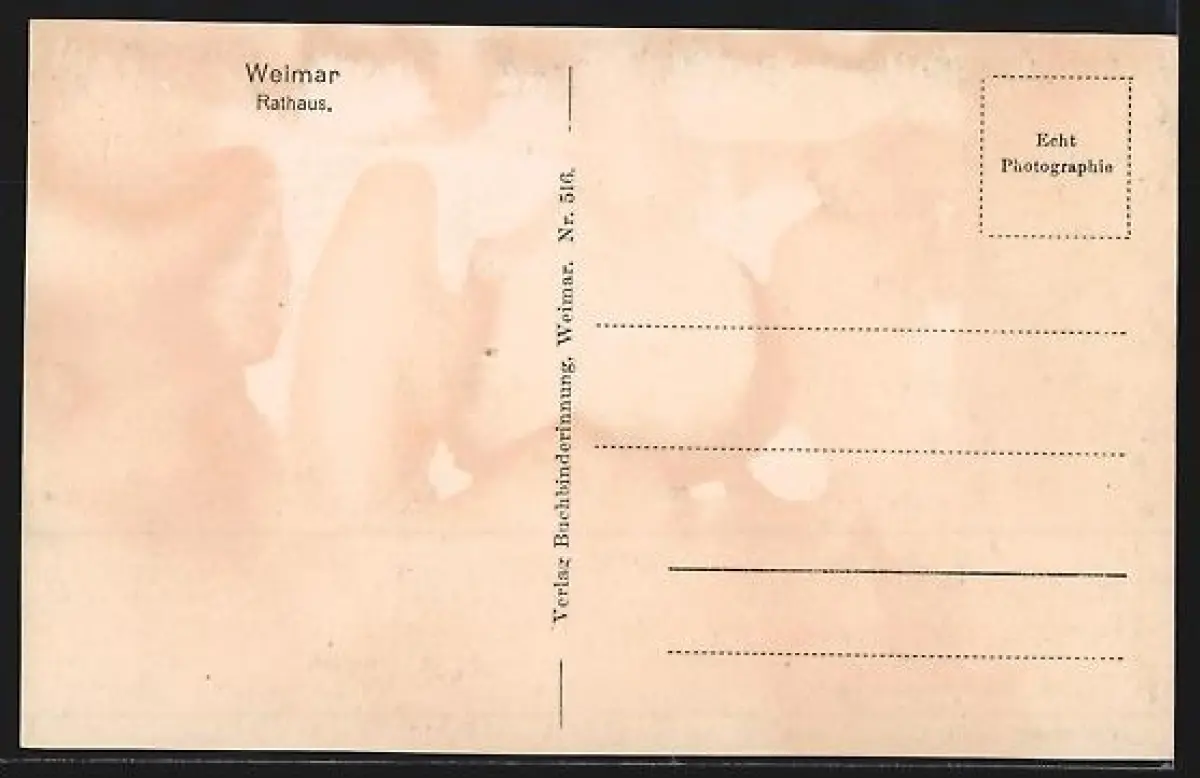 Weimar
Rathaus.
Verlag Buchbinderinnung, Weimar. Nr. 516.
Echt
Photographie